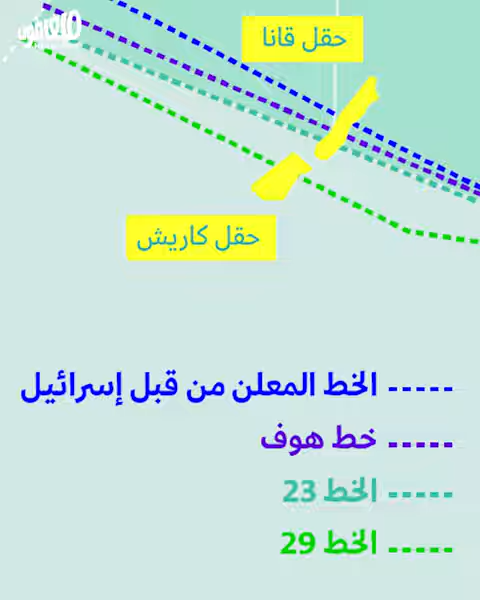 حقل قانا
حقل كاريش
الخط المعلن من قبل إسرائيل
خط هوف
الخط 23
الخط 29